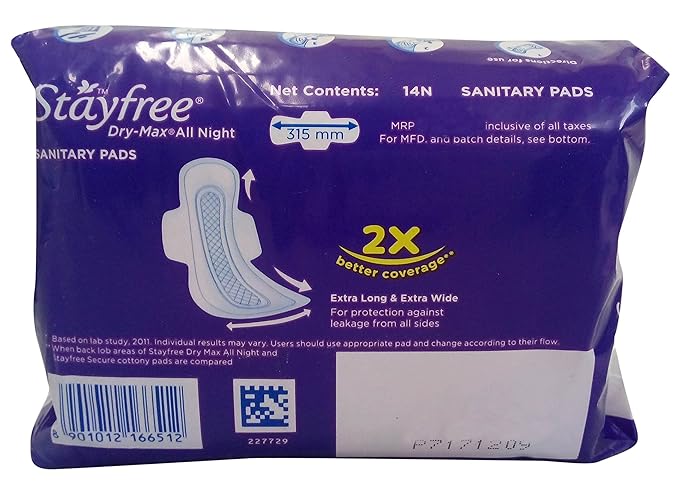 Directions for use
Stayfree®
™
Dry-Max® All Night
SANITARY PADS
Net Contents: 14N SANITARY PADS
315 mm
MRP inclusive of all taxes
For MFD. and batch details, see bottom.
2X
better coverage**
Extra Long & Extra Wide
For protection against
leakage from all sides
* Based on lab study, 2011. Individual results may vary. Users should use appropriate pad and change according to their flow.
** When back lob areas of Stayfree Dry Max All Night and
Stayfree Secure cottony pads are compared
8 901012 166512
227729
P7171209